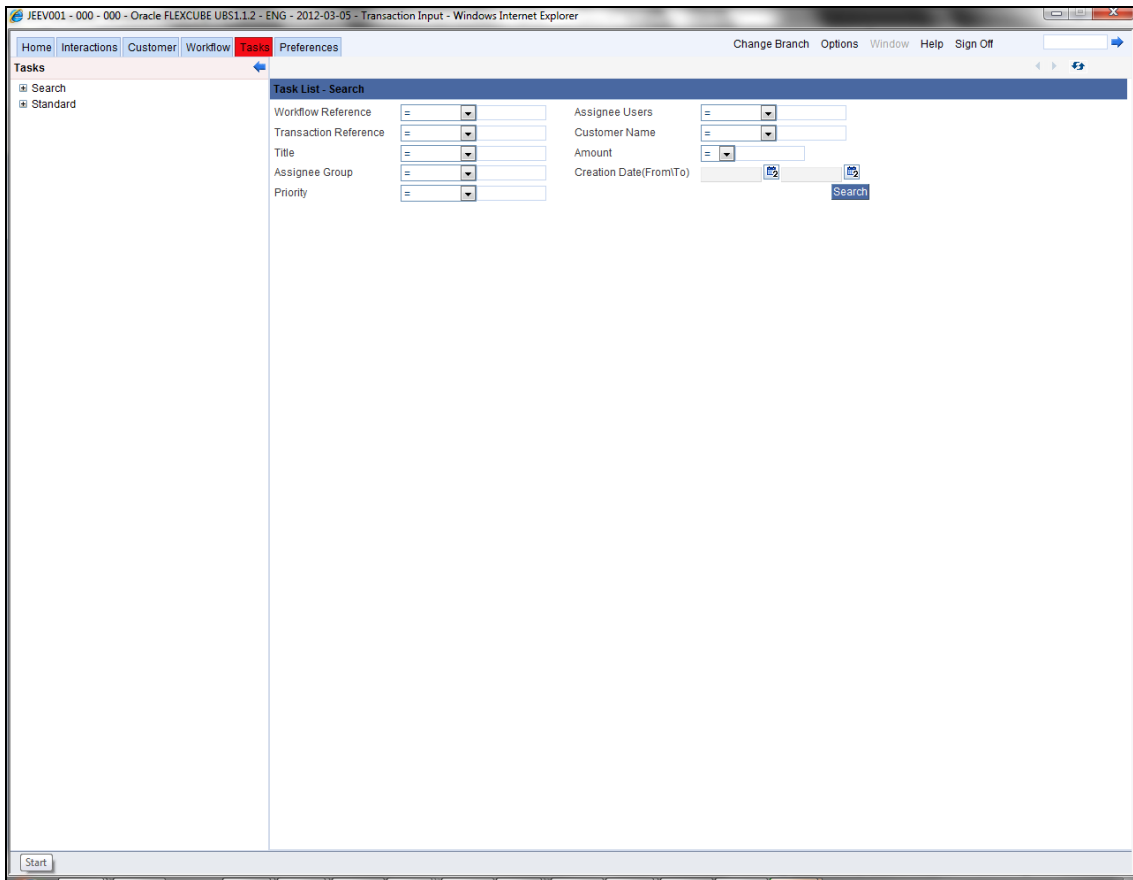 JEEV001 - 000 - 000 - Oracle FLEXCUBE UBS1.1.2 - ENG - 2012-03-05 - Transaction Input - Windows Internet Explorer
Home Interactions Customer Workflow Tasks Preferences Change Branch Options Window Help Sign Off
Tasks
Search
Standard
Task List - Search
Workflow Reference = Assignee Users =
Transaction Reference = Customer Name =
Title = Amount =
Assignee Group = Creation Date(From\To)
Priority = Search
Start